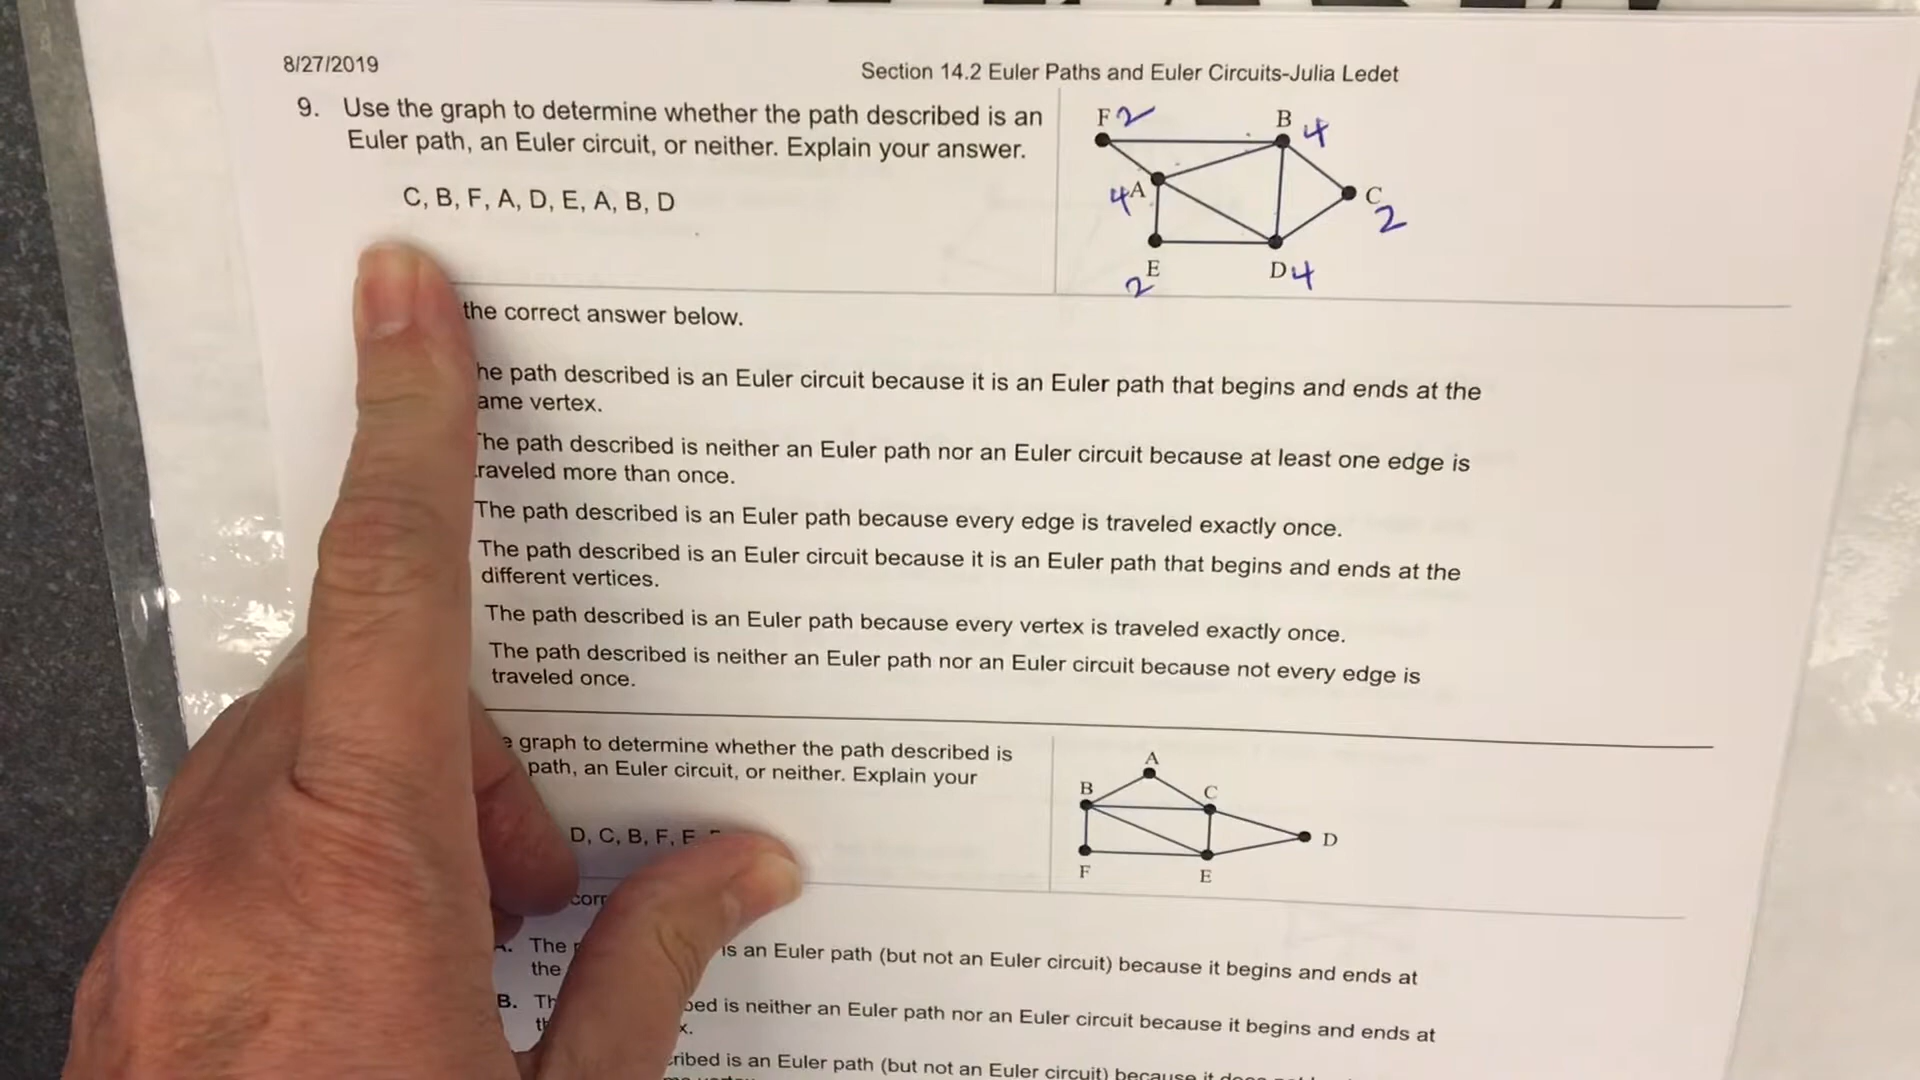 8/27/2019
Section 14.2 Euler Paths and Euler Circuits-Julia Ledet
9. Use the graph to determine whether the path described is an
Euler path, an Euler circuit, or neither. Explain your answer.
C, B, F, A, D, E, A, B, D
F 2
B 4
4 A
C 2
E 2
D 4
the correct answer below.
he path described is an Euler circuit because it is an Euler path that begins and ends at the
ame vertex.
The path described is neither an Euler path nor an Euler circuit because at least one edge is
traveled more than once.
The path described is an Euler path because every edge is traveled exactly once.
The path described is an Euler circuit because it is an Euler path that begins and ends at the
different vertices.
The path described is an Euler path because every vertex is traveled exactly once.
The path described is neither an Euler path nor an Euler circuit because not every edge is
traveled once.
graph to determine whether the path described is
path, an Euler circuit, or neither. Explain your
D, C, B, F, E,
A
B
C
D
F
E
corr
A. The
is an Euler path (but not an Euler circuit) because it begins and ends at
the
B. Th
bed is neither an Euler path nor an Euler circuit because it begins and ends at
x.
cribed is an Euler path (but not an Euler circuit) because it does